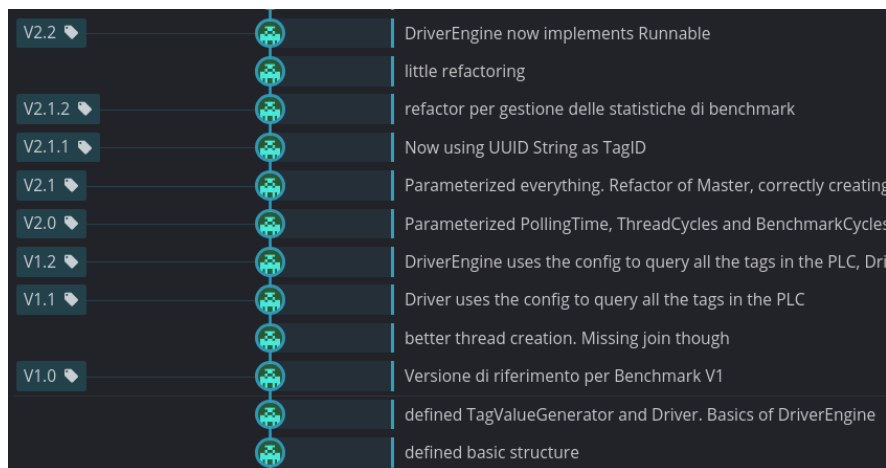 V2.2 DriverEngine now implements Runnable
little refactoring
V2.1.2 refactor per gestione delle statistiche di benchmark
V2.1.1 Now using UUID String as TagID
V2.1 Parameterized everything. Refactor of Master, correctly creating
V2.0 Parameterized PollingTime, ThreadCycles and BenchmarkCycles
V1.2 DriverEngine uses the config to query all the tags in the PLC, Dri
V1.1 Driver uses the config to query all the tags in the PLC
better thread creation. Missing join though
V1.0 Versione di riferimento per Benchmark V1
defined TagValueGenerator and Driver. Basics of DriverEngine
defined basic structure